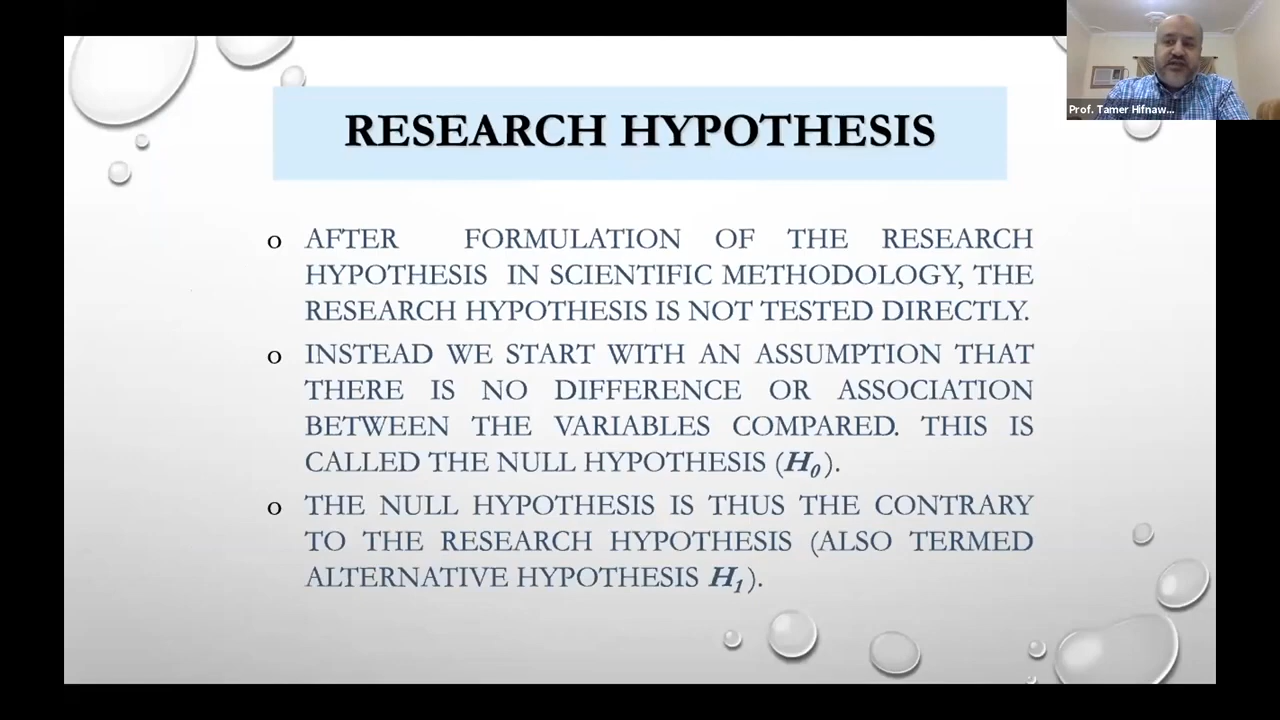 RESEARCH HYPOTHESIS
Prof. Tamer Hifnaw...
o AFTER FORMULATION OF THE RESEARCH
HYPOTHESIS IN SCIENTIFIC METHODOLOGY, THE
RESEARCH HYPOTHESIS IS NOT TESTED DIRECTLY.
o INSTEAD WE START WITH AN ASSUMPTION THAT
THERE IS NO DIFFERENCE OR ASSOCIATION
BETWEEN THE VARIABLES COMPARED. THIS IS
CALLED THE NULL HYPOTHESIS (H₀).
o THE NULL HYPOTHESIS IS THUS THE CONTRARY
TO THE RESEARCH HYPOTHESIS (ALSO TERMED
ALTERNATIVE HYPOTHESIS H₁).